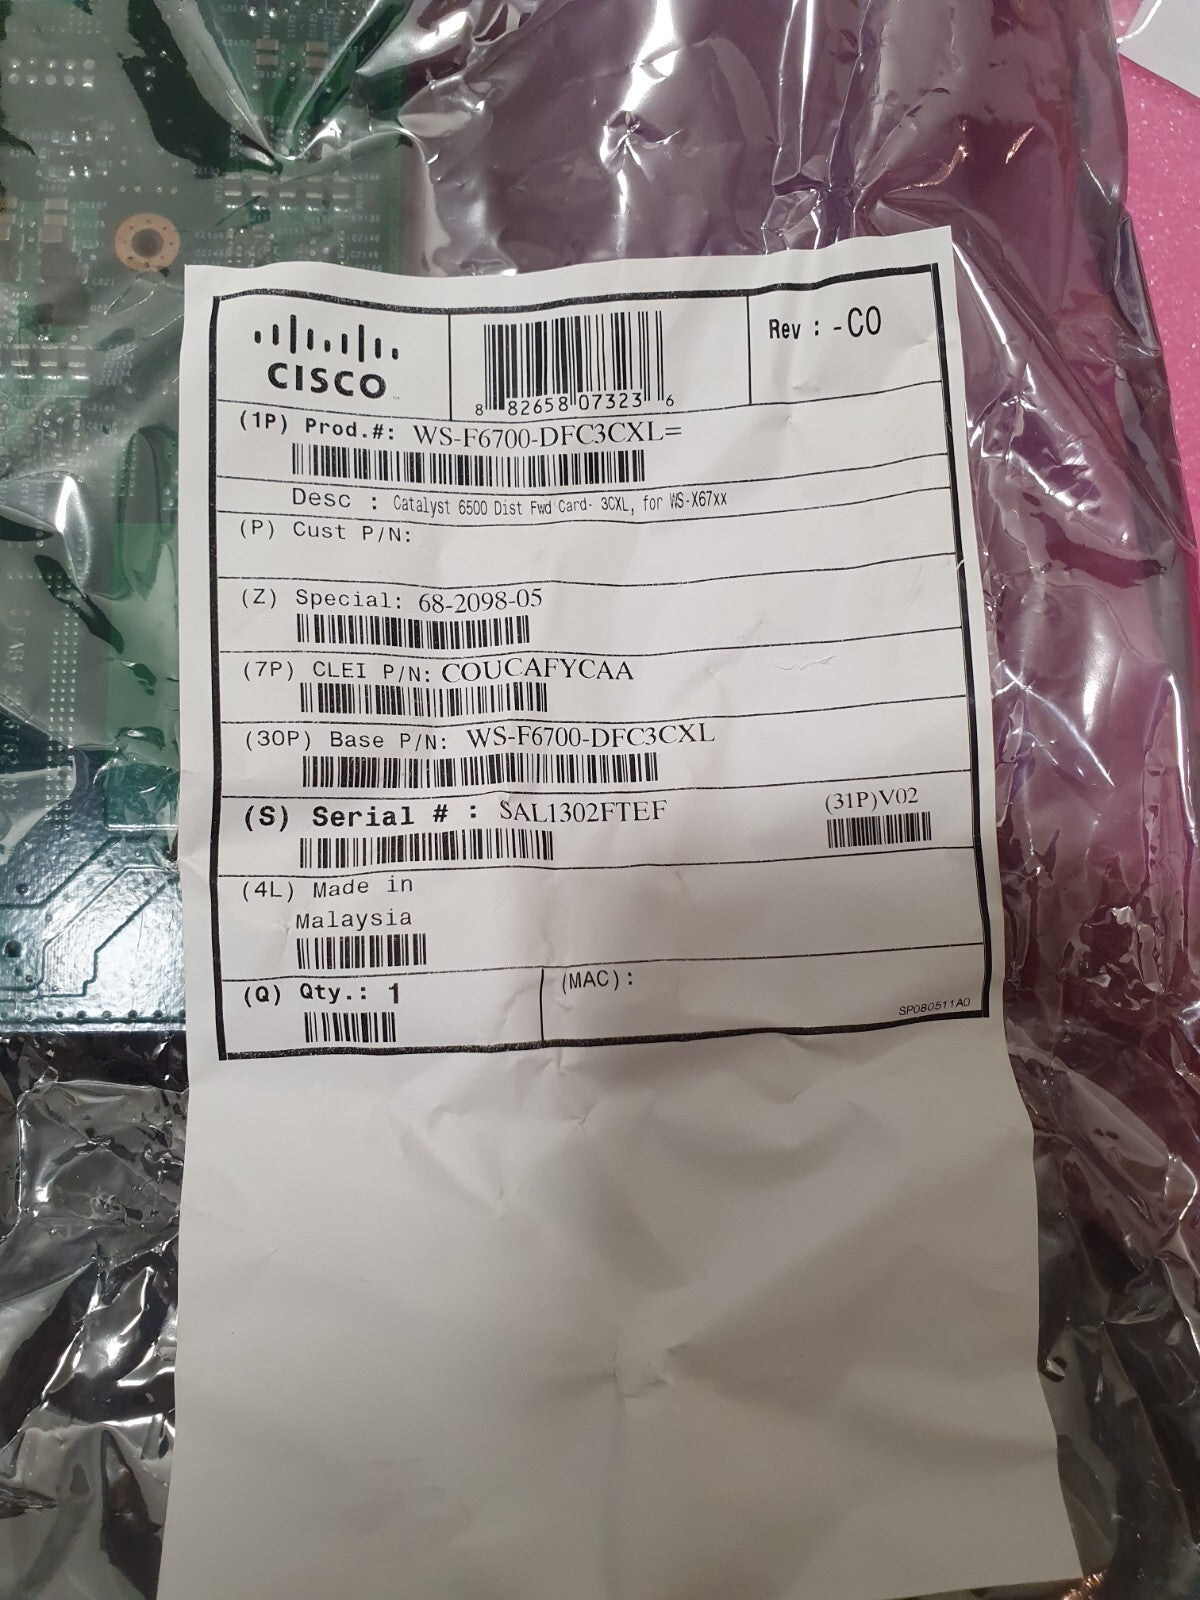 CISCO
8 82658 07323 6
Rev : -C0
(1P) Prod.#: WS-F6700-DFC3CXL=
Desc : Catalyst 6500 Dist Fwd Card- 3CXL, for WS-X67xx
(P) Cust P/N:
(Z) Special: 68-2098-05
(7P) CLEI P/N: COUCAFYCAA
(30P) Base P/N: WS-F6700-DFC3CXL
(S) Serial # : SAL1302FTEF
(31P)V02
(4L) Made in
Malaysia
(Q) Qty.: 1
(MAC):
SP080511A0